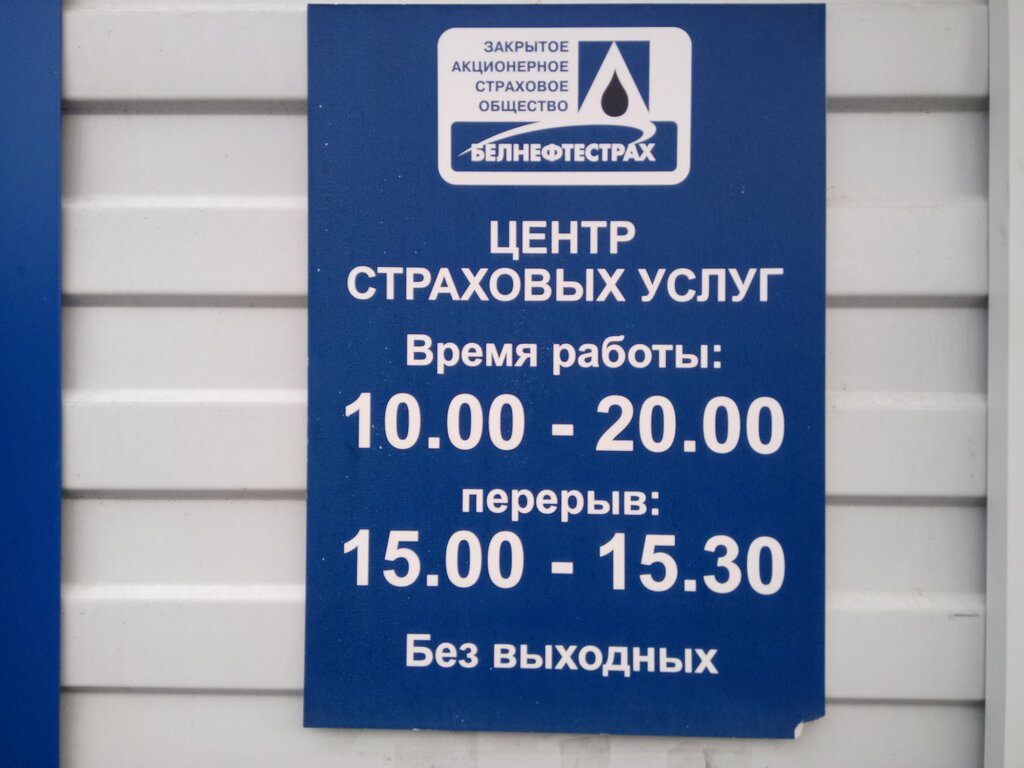 ЗАКРЫТОЕ
АКЦИОНЕРНОЕ
СТРАХОВОЕ
ОБЩЕСТВО
БЕЛНЕФТЕСТРАХ
ЦЕНТР
СТРАХОВЫХ УСЛУГ
Время работы:
10.00 - 20.00
перерыв:
15.00 - 15.30
Без выходных